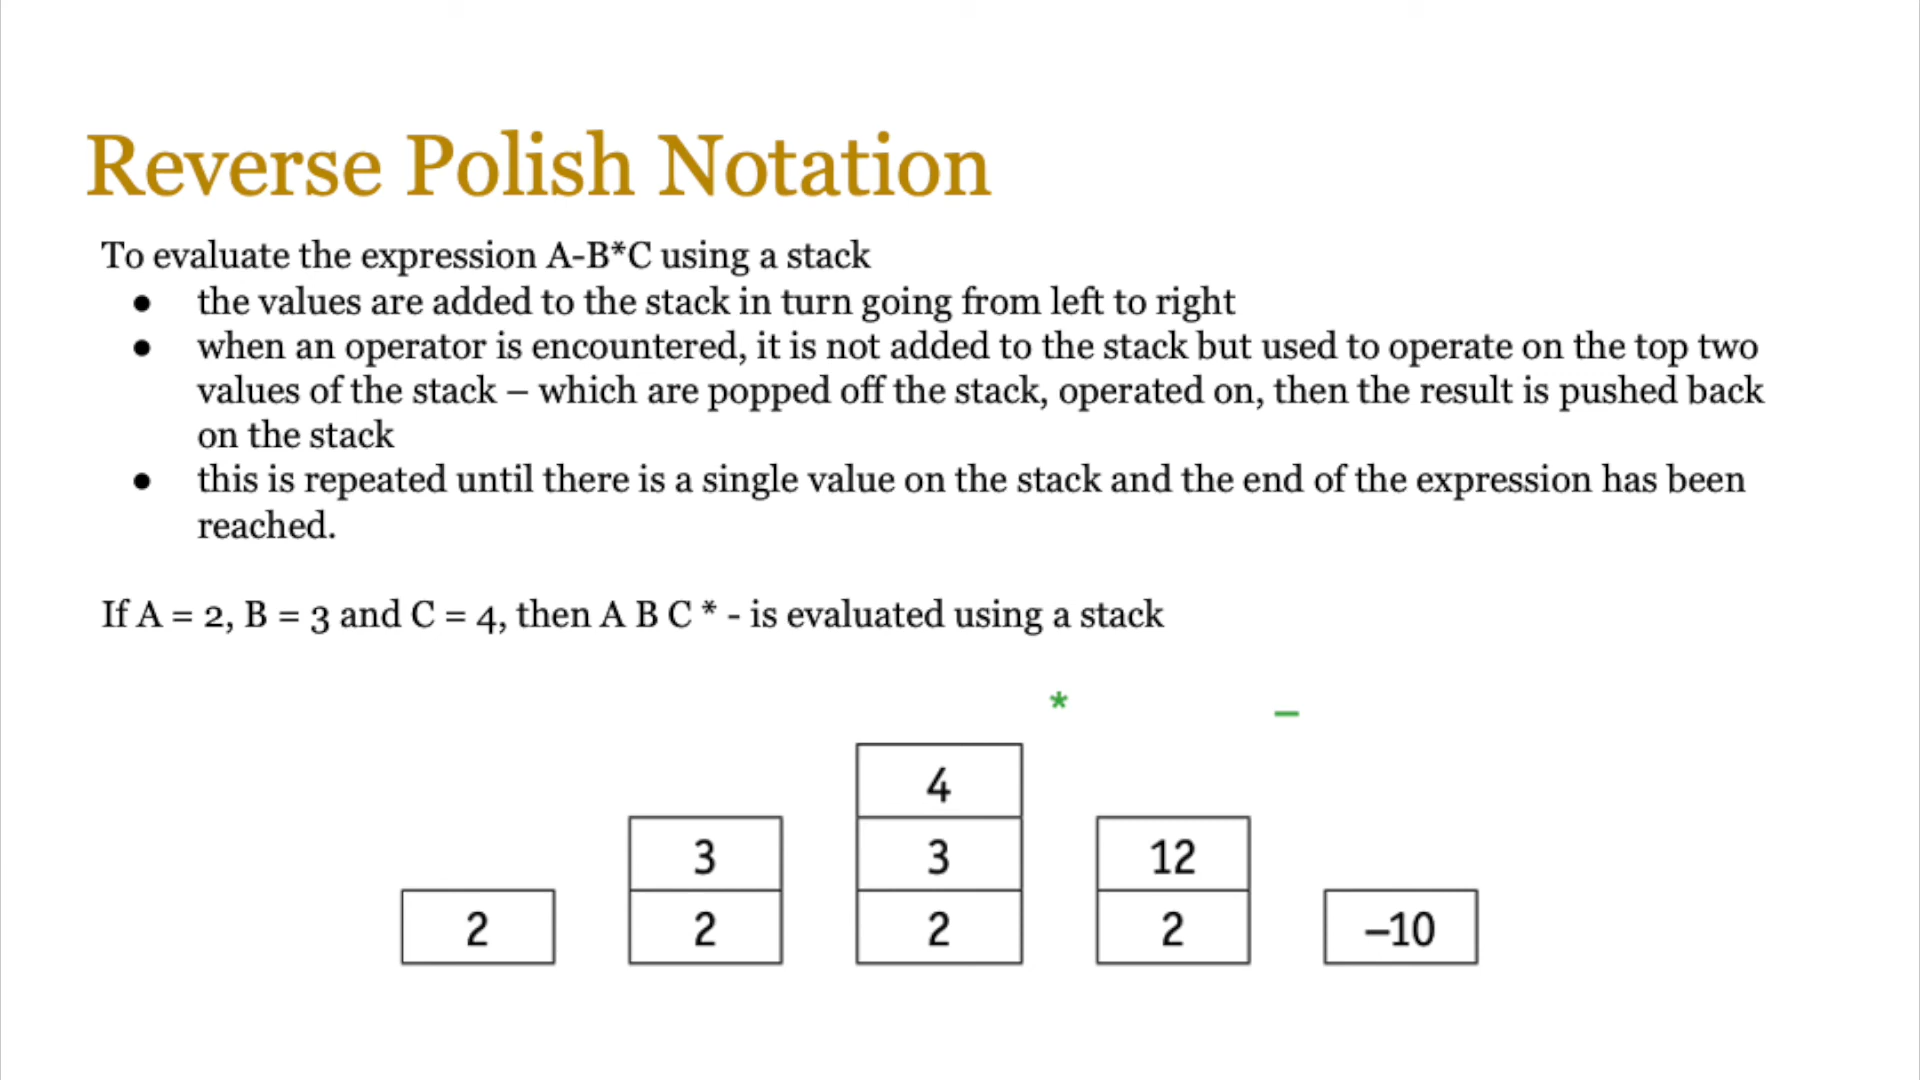 Reverse Polish Notation
To evaluate the expression A-B*C using a stack
● the values are added to the stack in turn going from left to right
● when an operator is encountered, it is not added to the stack but used to operate on the top two
values of the stack – which are popped off the stack, operated on, then the result is pushed back
on the stack
● this is repeated until there is a single value on the stack and the end of the expression has been
reached.
If A = 2, B = 3 and C = 4, then A B C * - is evaluated using a stack
* –
4
3 3 12
2 2 2 2 –10